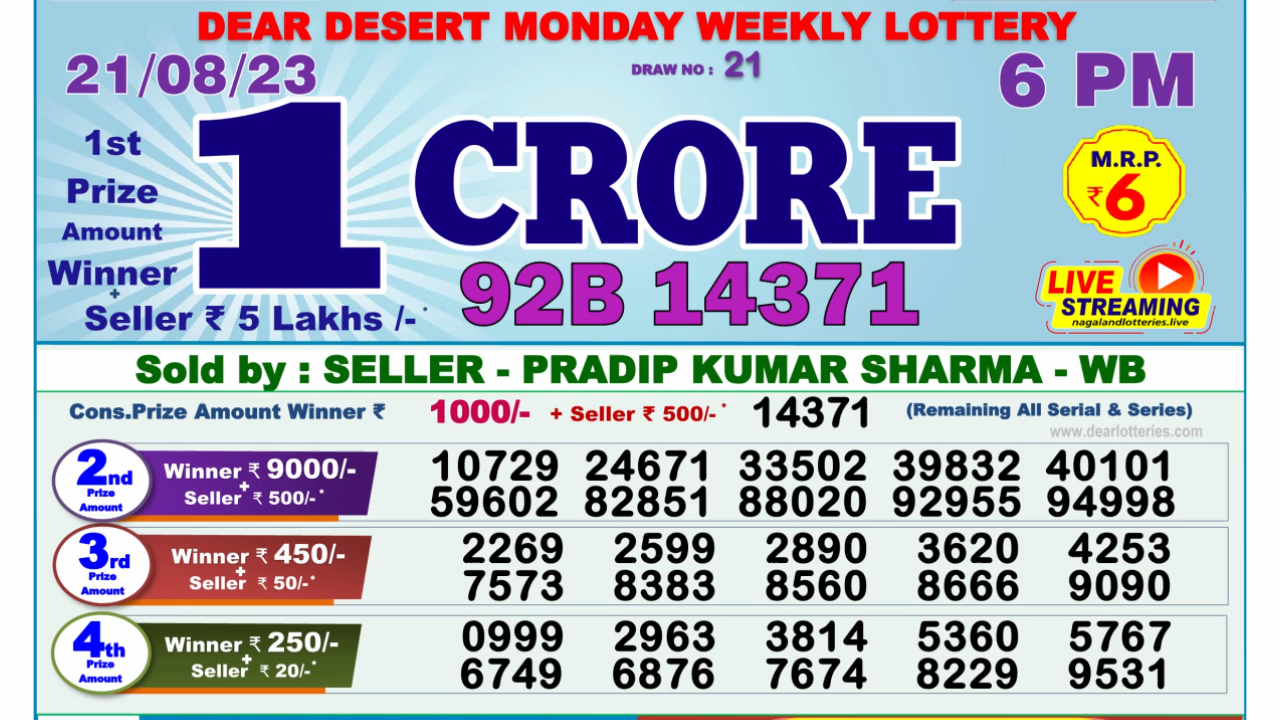 DEAR DESERT MONDAY WEEKLY LOTTERY
21/08/23
DRAW NO : 21
6 PM
1st
Prize
Amount
Winner
+
Seller ₹ 5 Lakhs /-*
1 CRORE
92B 14371
M.R.P.
₹6
LIVE
STREAMING
nagalandlotteries.live
Sold by : SELLER - PRADIP KUMAR SHARMA - WB
Cons.Prize Amount Winner ₹ 1000/- + Seller ₹ 500/-* 14371 (Remaining All Serial & Series)
www.dearlotteries.com
2nd
Prize
Amount
Winner ₹ 9000/-
+
Seller ₹ 500/-*
10729 24671 33502 39832 40101
59602 82851 88020 92955 94998
3rd
Prize
Amount
Winner ₹ 450/-
+
Seller ₹ 50/-*
2269 2599 2890 3620 4253
7573 8383 8560 8666 9090
4th
Prize
Amount
Winner ₹ 250/-
+
Seller ₹ 20/-*
0999 2963 3814 5360 5767
6749 6876 7674 8229 9531